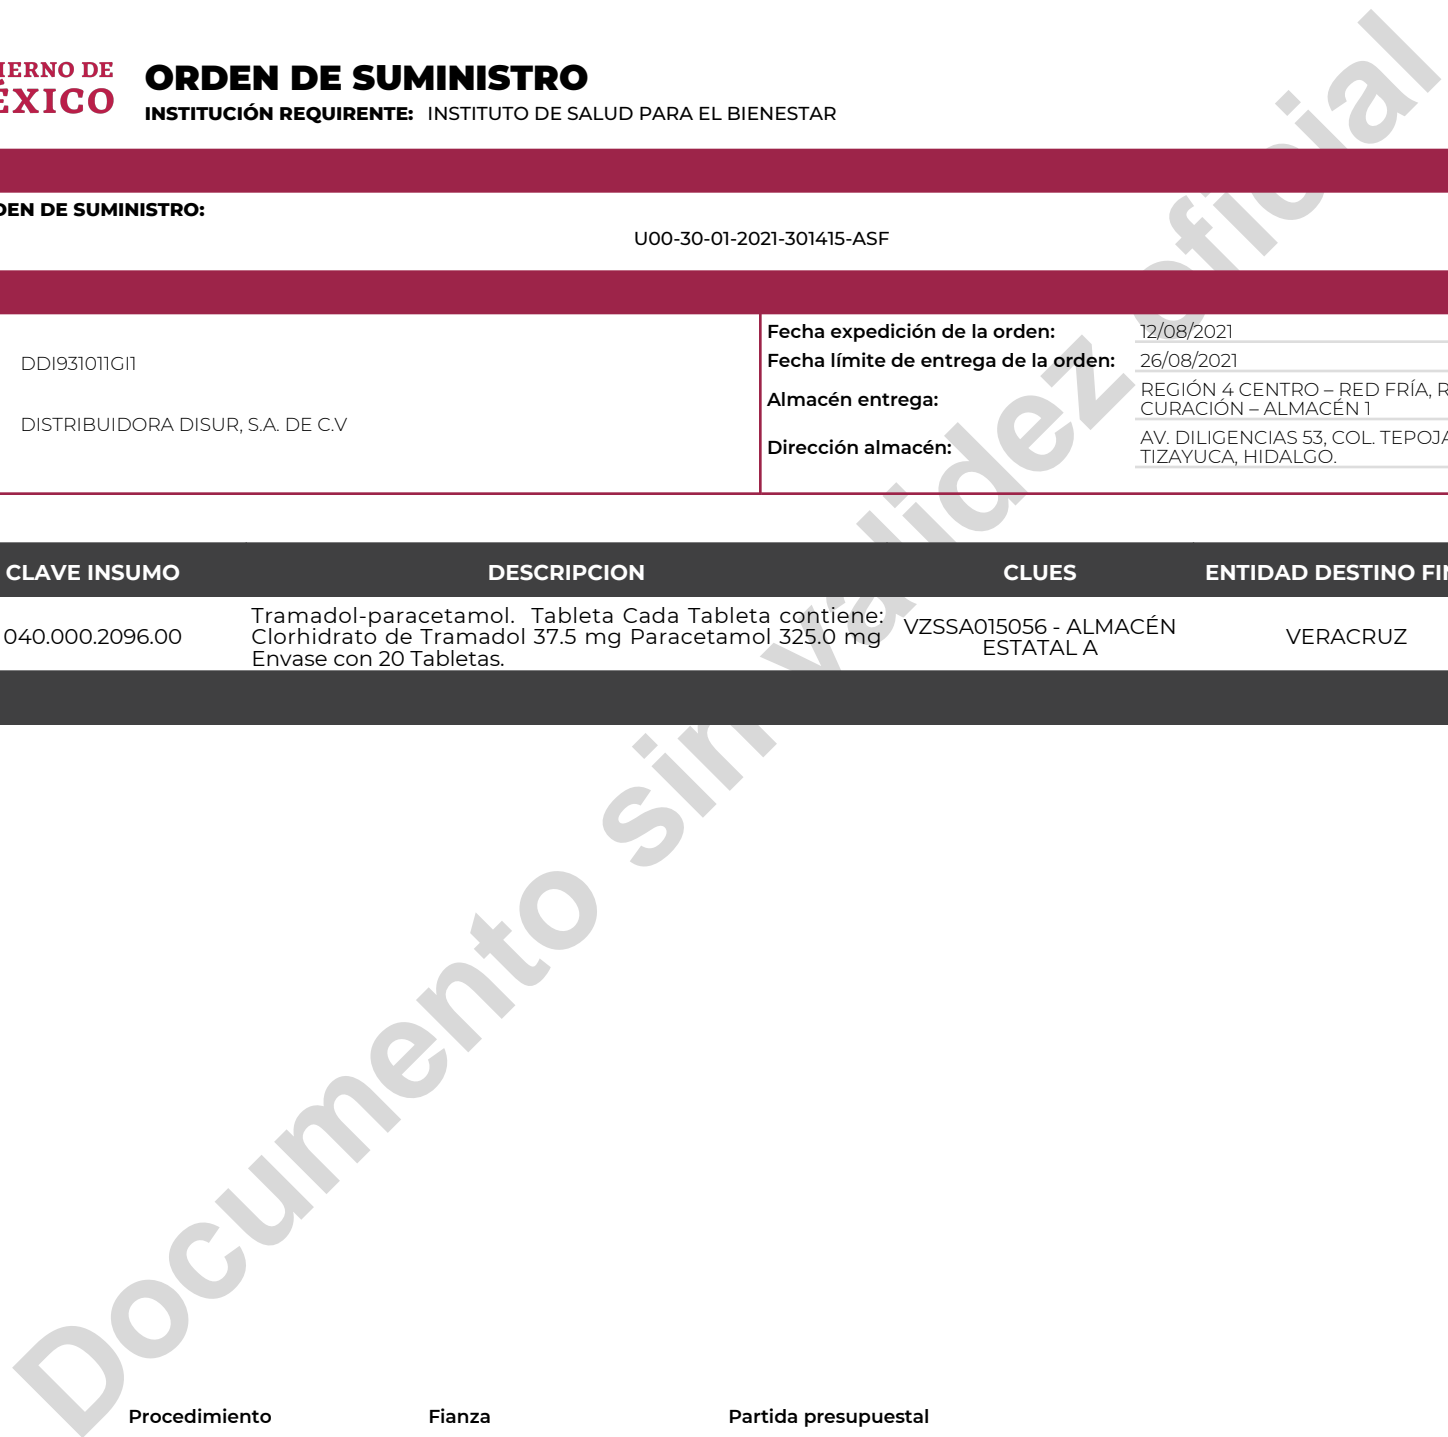 IERNO DE
ÉXICO
ORDEN DE SUMINISTRO
INSTITUCIÓN REQUIRENTE: INSTITUTO DE SALUD PARA EL BIENESTAR
DEN DE SUMINISTRO:
U00-30-01-2021-301415-ASF
DDI931011GI1
DISTRIBUIDORA DISUR, S.A. DE C.V
Fecha expedición de la orden: 12/08/2021
Fecha límite de entrega de la orden: 26/08/2021
Almacén entrega: REGIÓN 4 CENTRO – RED FRÍA, R
CURACIÓN – ALMACÉN 1
Dirección almacén: AV. DILIGENCIAS 53, COL. TEPOJA
TIZAYUCA, HIDALGO.
CLAVE INSUMO DESCRIPCION CLUES ENTIDAD DESTINO FIN
040.000.2096.00
Tramadol-paracetamol. Tableta Cada Tableta contiene:
Clorhidrato de Tramadol 37.5 mg Paracetamol 325.0 mg
Envase con 20 Tabletas.
VZSSA015056 - ALMACÉN
ESTATAL A
VERACRUZ
Documento sin validez oficial
Procedimiento Fianza Partida presupuestal